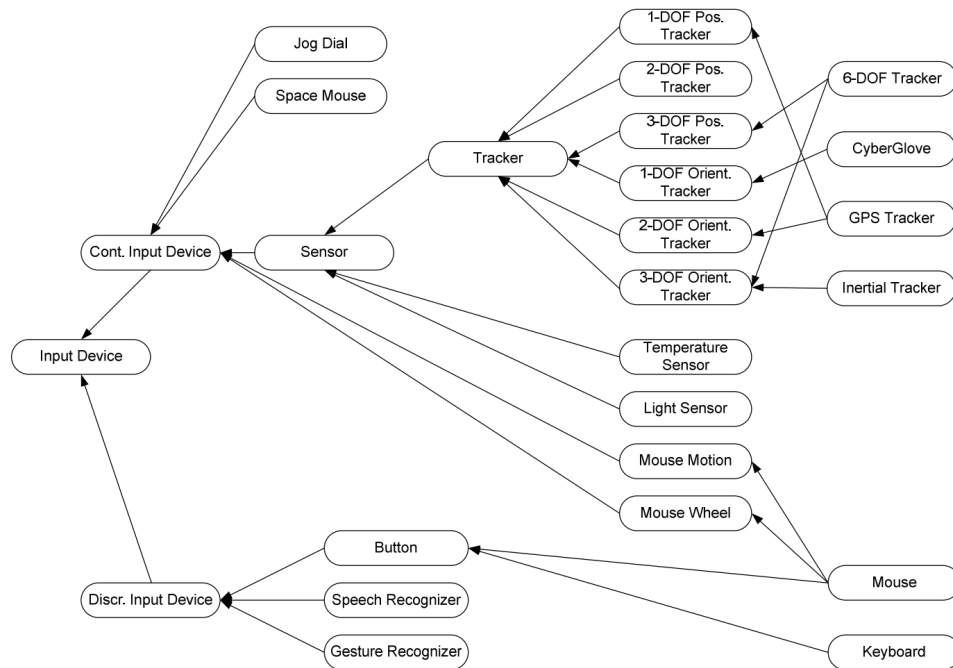 1-DOF Pos.
Tracker
Jog Dial
2-DOF Pos.
Tracker
6-DOF Tracker
Space Mouse
3-DOF Pos.
Tracker
Tracker
CyberGlove
1-DOF Orient.
Tracker
GPS Tracker
2-DOF Orient.
Tracker
Cont. Input Device
Sensor
3-DOF Orient.
Tracker
Inertial Tracker
Input Device
Temperature
Sensor
Light Sensor
Mouse Motion
Mouse Wheel
Button
Mouse
Discr. Input Device
Speech Recognizer
Gesture Recognizer
Keyboard